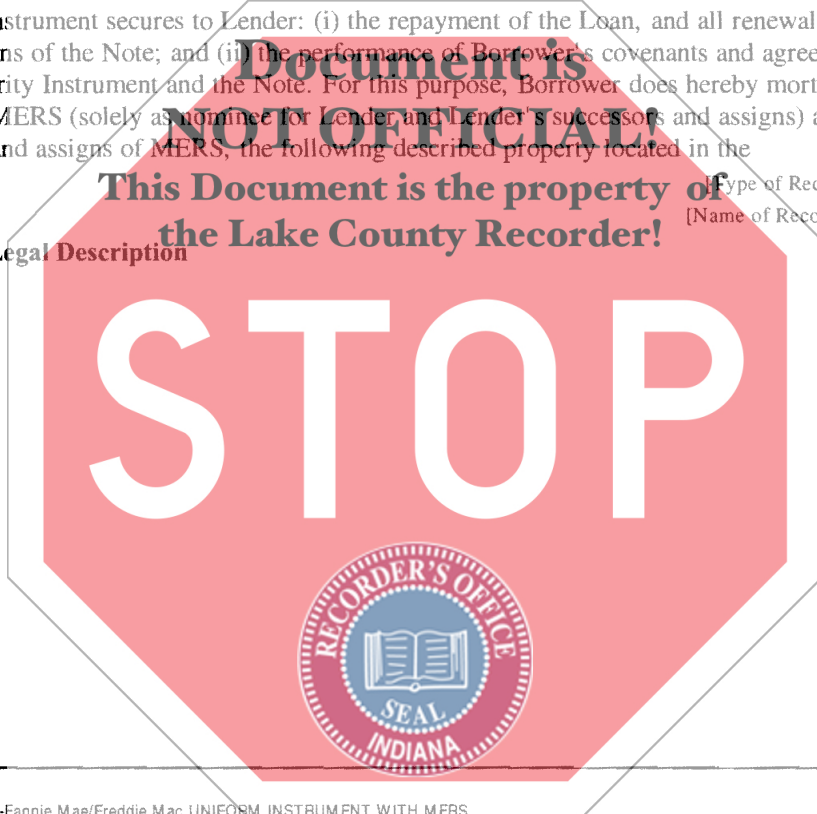 strument secures to Lender: (i) the repayment of the Loan, and all renewal
ns of the Note; and (ii) the performance of Borrower's covenants and agree
rity Instrument and the Note. For this purpose, Borrower does hereby mort
MERS (solely as nominee for Lender and Lender's successors and assigns) a
nd assigns of MERS, the following described property located in the
[Type of Rec
[Name of Reco
egal Description
Document is
NOT OFFICIAL!
This Document is the property of
the Lake County Recorder!
STOP
RECORDER'S OFFICE
SEAL
INDIANA
-Fannie Mae/Freddie Mac UNIFORM INSTRUMENT WITH MERS